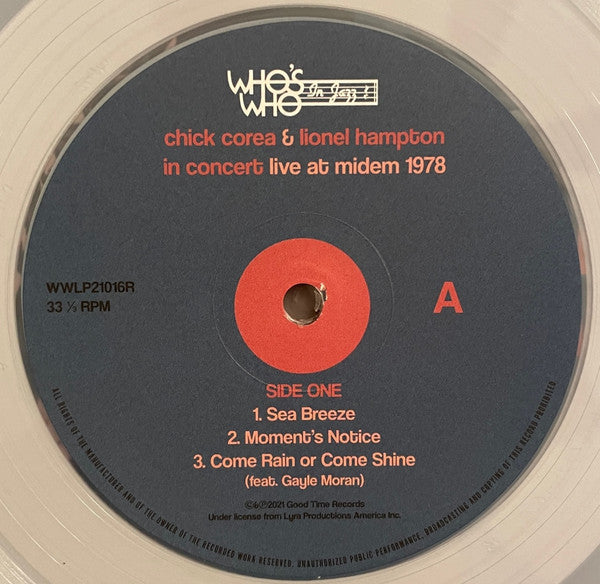 WHO'S
WHO In Jazz
chick corea & lionel hampton
in concert live at midem 1978
WWLP21016R
33 ⅓ RPM
A
SIDE ONE
1. Sea Breeze
2. Moment's Notice
3. Come Rain or Come Shine
(feat. Gayle Moran)
©&℗2021 Good Time Records
Under license from Lyra Productions America Inc.
ALL RIGHTS OF THE MANUFACTURER AND OF THE OWNER OF THE RECORDED WORK RESERVED. UNAUTHORIZED PUBLIC PERFORMANCE, BROADCASTING AND COPYING OF THIS RECORD PROHIBITED.